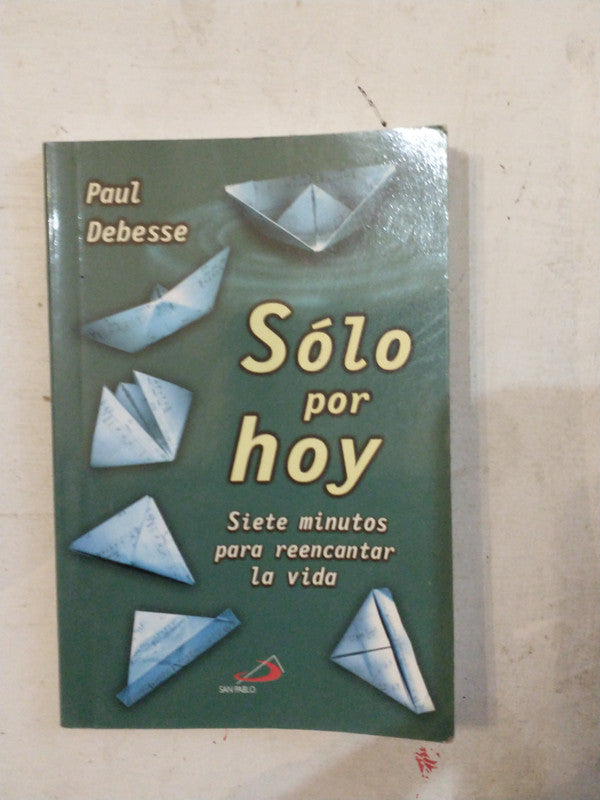 Paul
Debesse
Sólo
por
hoy
Siete minutos
para reencantar
la vida
SAN PABLO